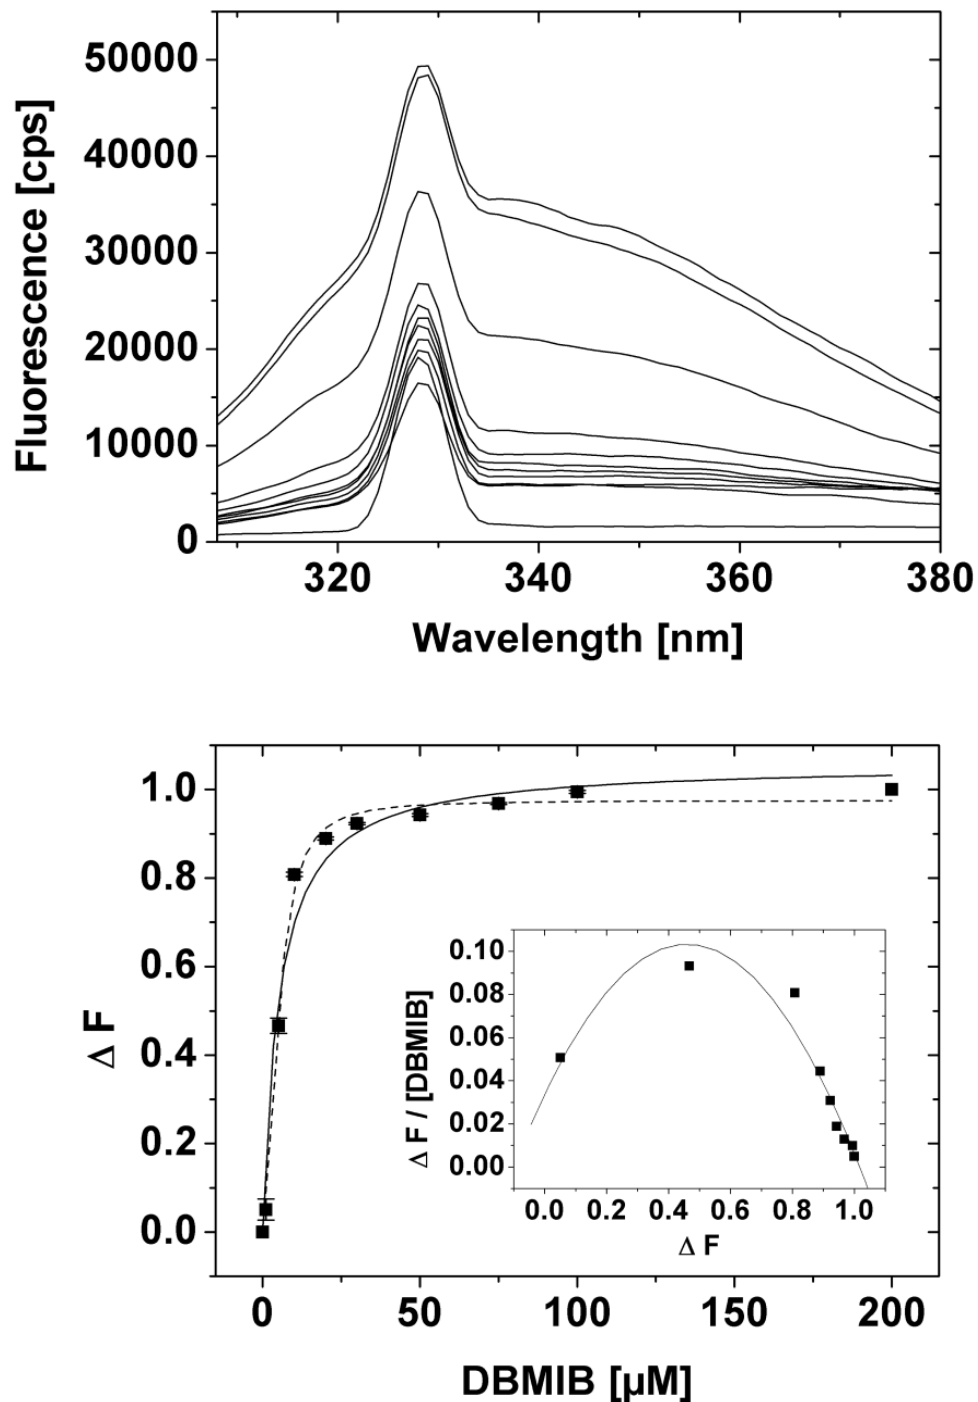 50000
40000
30000
20000
10000
0
Fluorescence [cps]
320 340 360 380
Wavelength [nm]
1.0
0.8
0.6
0.4
0.2
0.0
Δ F
0.10
0.08
0.06
0.04
0.02
0.00
Δ F / [DBMIB]
0.0 0.2 0.4 0.6 0.8 1.0
Δ F
0 50 100 150 200
DBMIB [µM]